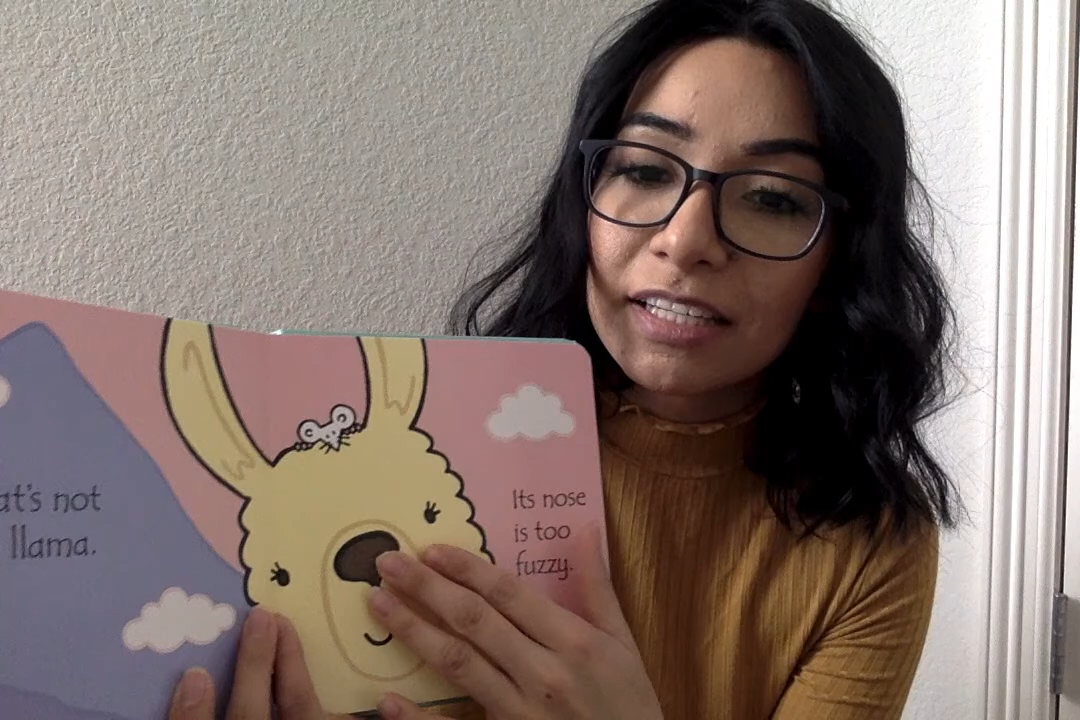 at's not
llama.
Its nose
is too
fuzzy.